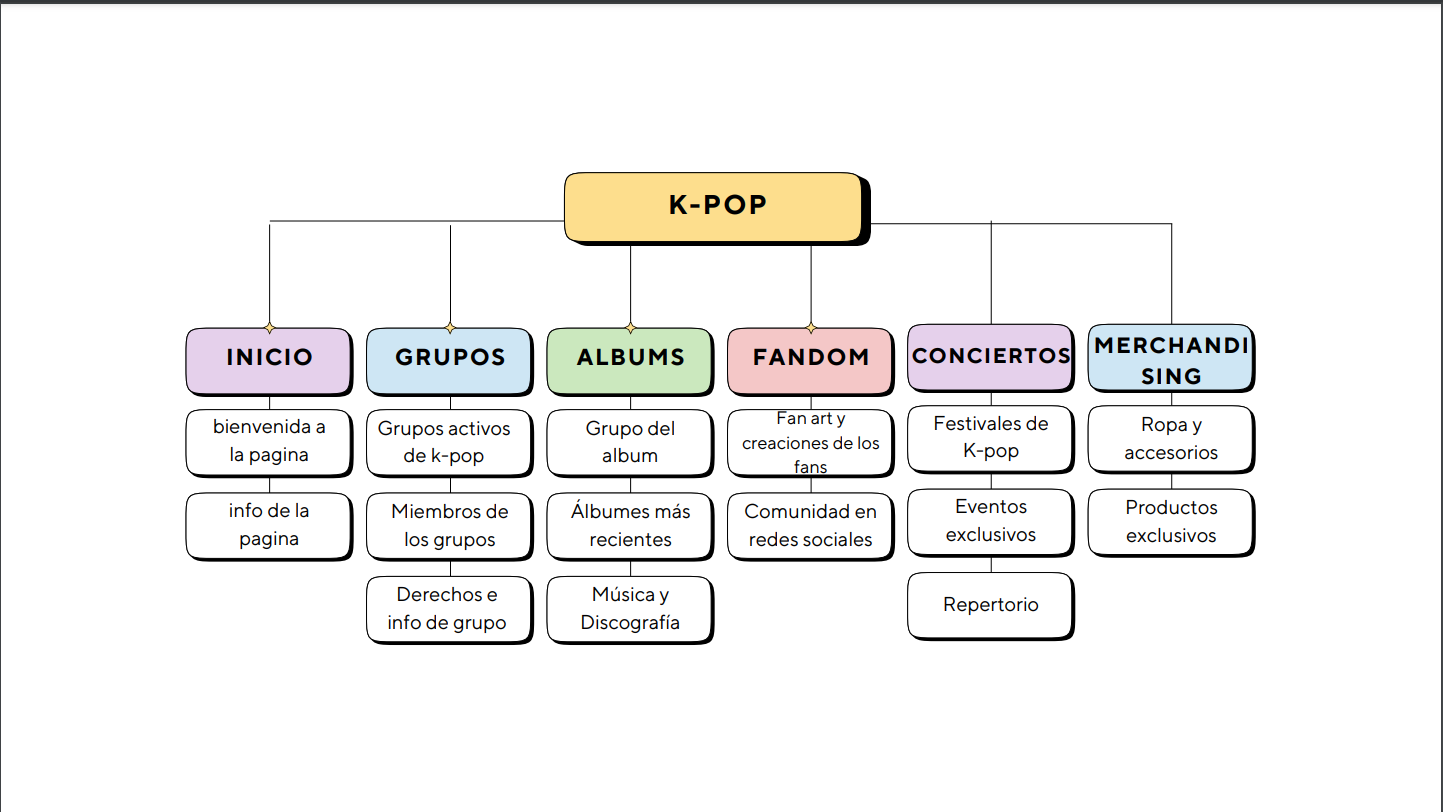 K-POP
INICIO
bienvenida a
la pagina
info de la
pagina
GRUPOS
Grupos activos
de k-pop
Miembros de
los grupos
Derechos e
info de grupo
ALBUMS
Grupo del
album
Álbumes más
recientes
Música y
Discografía
FANDOM
Fan art y
creaciones de los
fans
Comunidad en
redes sociales
CONCIERTOS
Festivales de
K-pop
Eventos
exclusivos
Repertorio
MERCHANDI
SING
Ropa y
accesorios
Productos
exclusivos